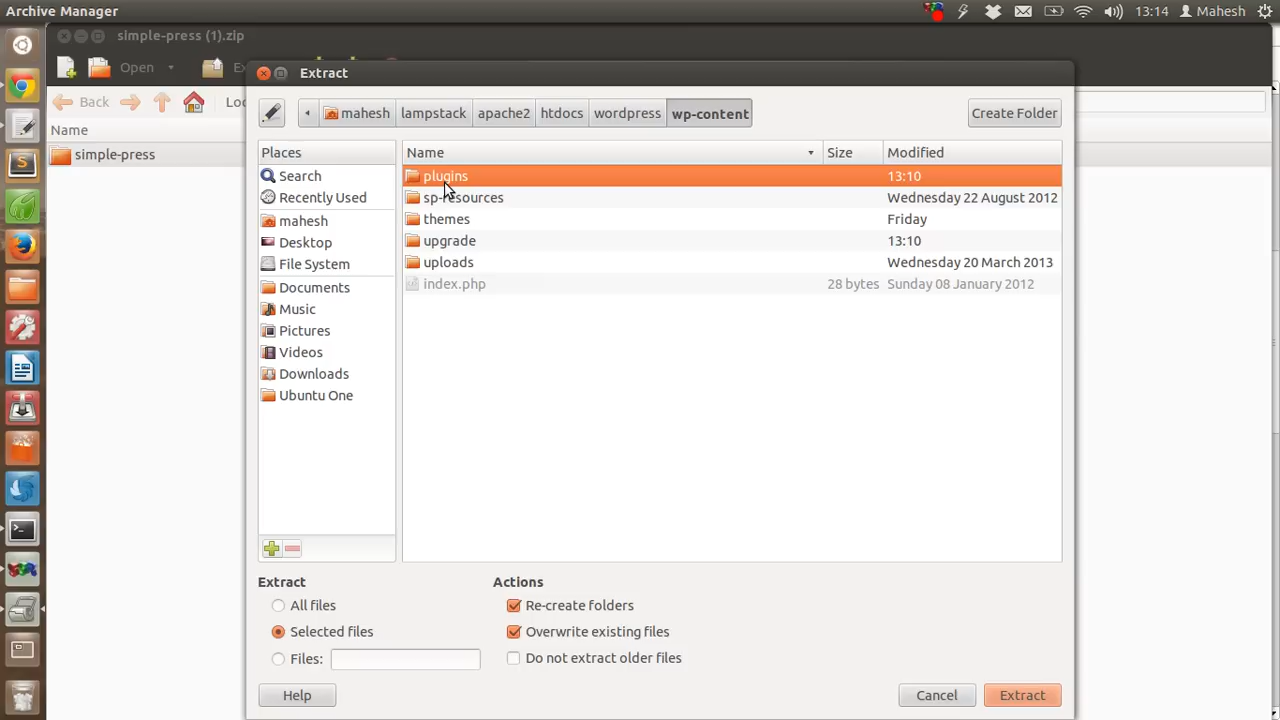 Archive Manager
13:14
Mahesh
simple-press (1).zip
Open
Ex
Extract
Back
Loc
mahesh
lampstack
apache2
htdocs
wordpress
wp-content
Create Folder
Name
simple-press
Places
Search
Recently Used
mahesh
Desktop
File System
Documents
Music
Pictures
Videos
Downloads
Ubuntu One
Name Size Modified
plugins 13:10
sp-resources Wednesday 22 August 2012
themes Friday
upgrade 13:10
uploads Wednesday 20 March 2013
index.php 28 bytes Sunday 08 January 2012
Extract
All files
Selected files
Files:
Actions
Re-create folders
Overwrite existing files
Do not extract older files
Help
Cancel
Extract